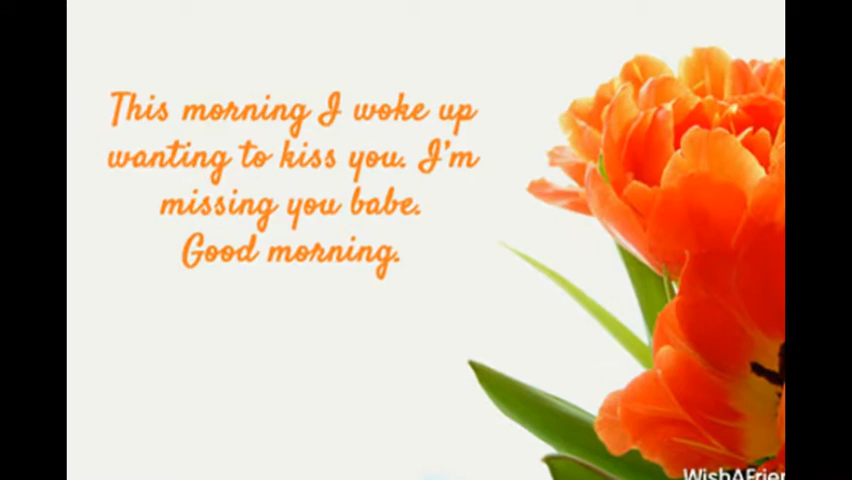 This morning I woke up
wanting to kiss you. I'm
missing you babe.
Good morning.